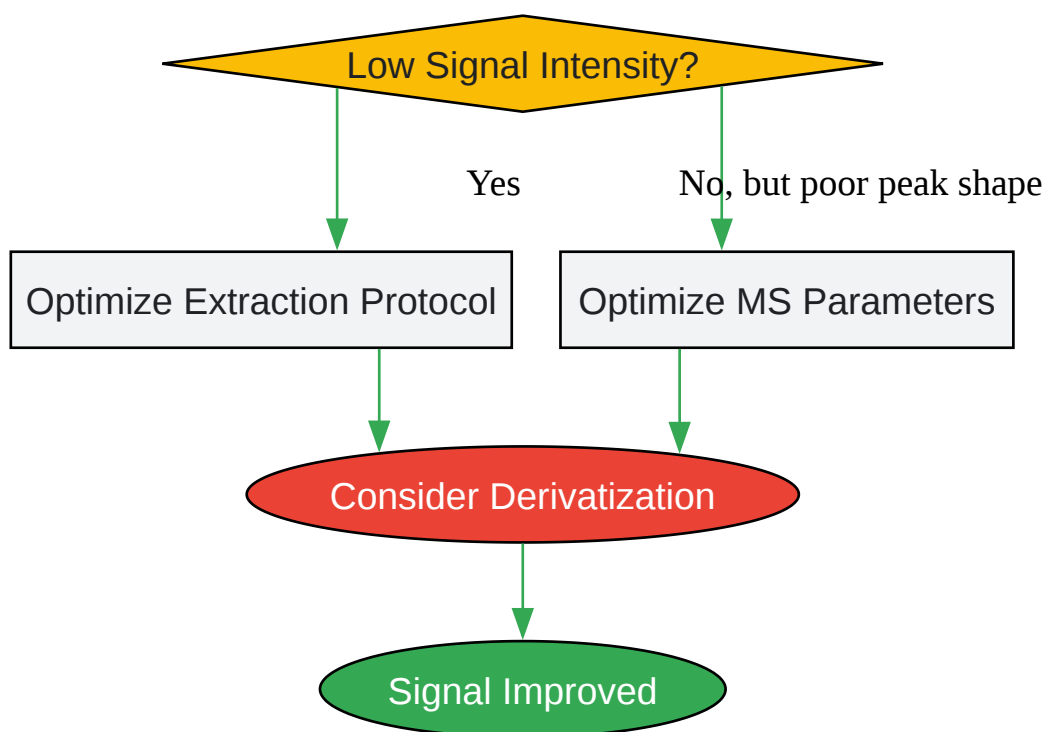 Low Signal Intensity?
Yes
No, but poor peak shape
Optimize Extraction Protocol
Optimize MS Parameters
Consider Derivatization
Signal Improved